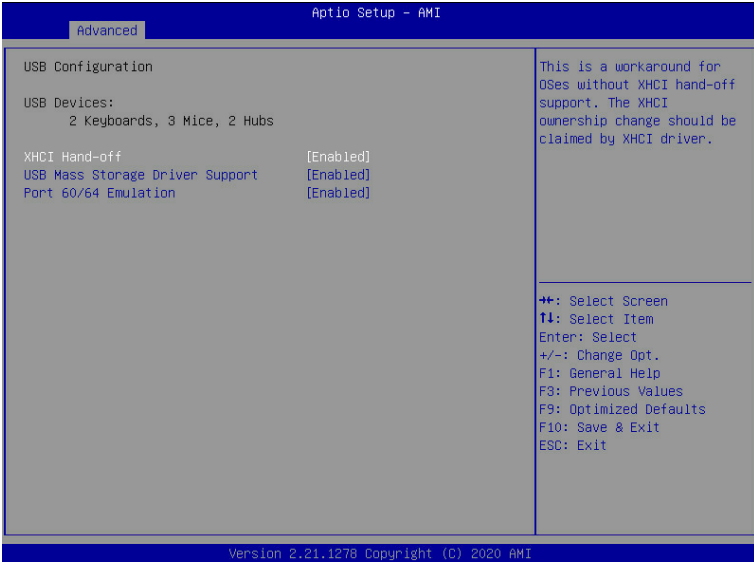 Aptio Setup – AMI
Advanced
USB Configuration
USB Devices:
2 Keyboards, 3 Mice, 2 Hubs
XHCI Hand-off [Enabled]
USB Mass Storage Driver Support [Enabled]
Port 60/64 Emulation [Enabled]
This is a workaround for
OSes without XHCI hand-off
support. The XHCI
ownership change should be
claimed by XHCI driver.
→←: Select Screen
↑↓: Select Item
Enter: Select
+/-: Change Opt.
F1: General Help
F3: Previous Values
F9: Optimized Defaults
F10: Save & Exit
ESC: Exit
Version 2.21.1278 Copyright (C) 2020 AMI